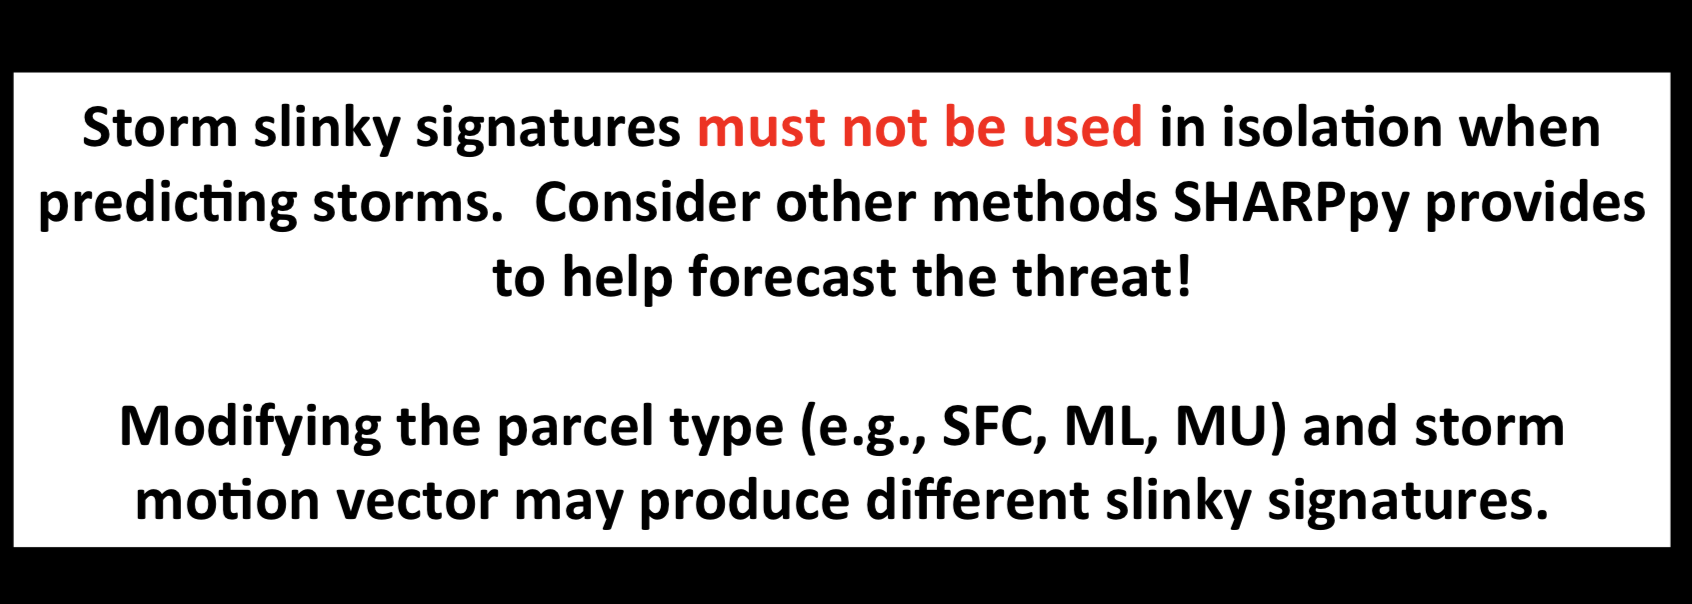 Storm slinky signatures must not be used in isolation when
predicting storms.  Consider other methods SHARPpy provides
to help forecast the threat!
Modifying the parcel type (e.g., SFC, ML, MU) and storm
motion vector may produce different slinky signatures.